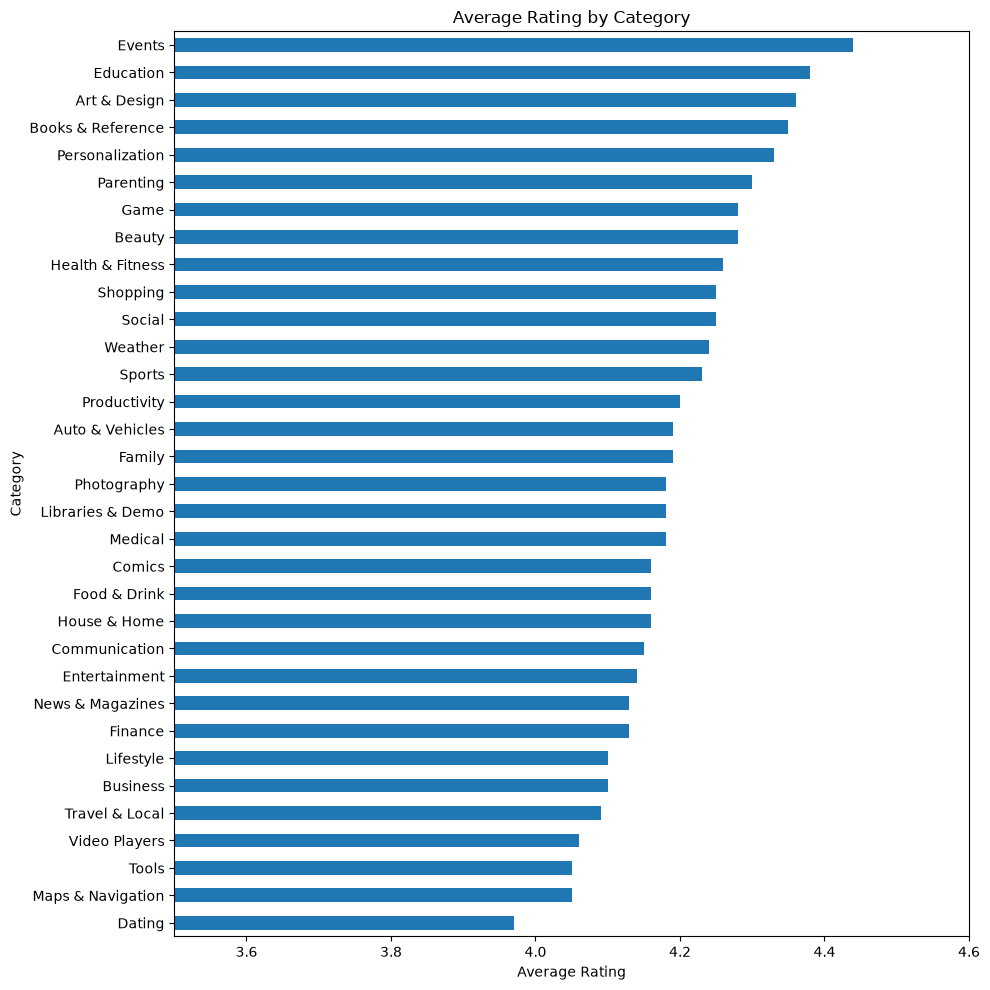 Average Rating by Category
Events
Education
Art & Design
Books & Reference
Personalization
Parenting
Game
Beauty
Health & Fitness
Shopping
Social
Weather
Sports
Productivity
Auto & Vehicles
Family
Photography
Libraries & Demo
Medical
Comics
Food & Drink
House & Home
Communication
Entertainment
News & Magazines
Finance
Lifestyle
Business
Travel & Local
Video Players
Tools
Maps & Navigation
Dating
Category
3.6 3.8 4.0 4.2 4.4 4.6
Average Rating